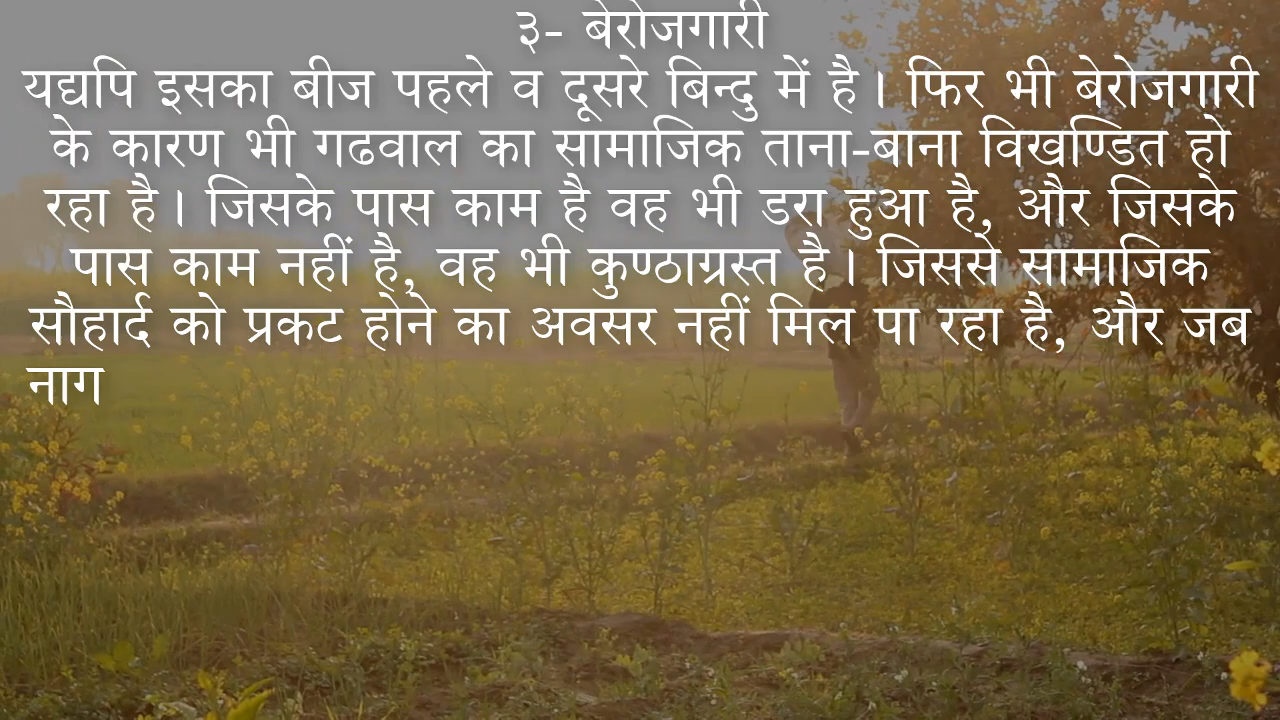 ३- बेरोजगारी
यद्यपि इसका बीज पहले व दूसरे बिन्दु में है। फिर भी बेरोजगारी
के कारण भी गढवाल का सामाजिक ताना-बाना विखण्डित हो
रहा है। जिसके पास काम है वह भी डरा हुआ है, और जिसके
पास काम नहीं है, वह भी कुण्ठाग्रस्त है। जिससे सामाजिक
सौहार्द को प्रकट होने का अवसर नहीं मिल पा रहा है, और जब
नाग